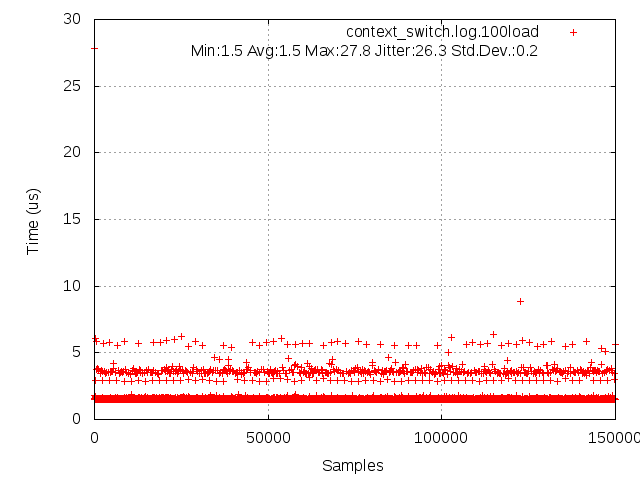 context_switch.log.100load
Min:1.5 Avg:1.5 Max:27.8 Jitter:26.3 Std.Dev.:0.2
30
25
20
15
10
5
0
Time (us)
0 50000 100000 150000
Samples